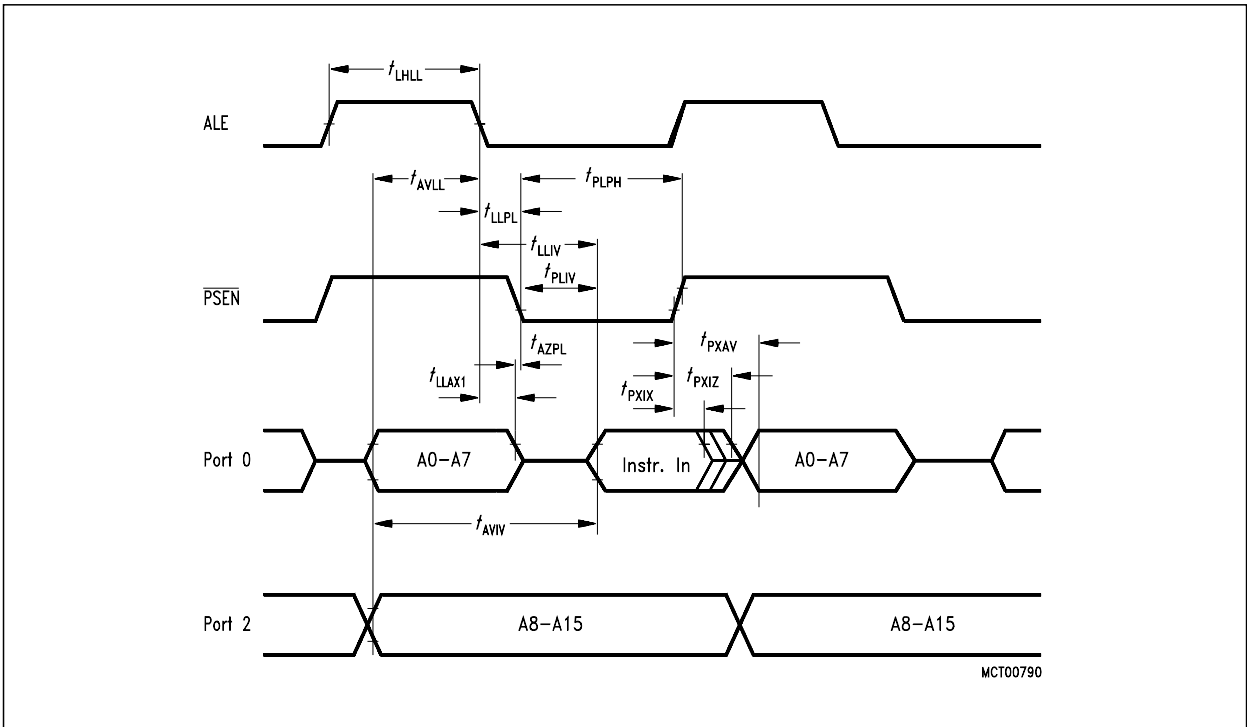 tLHLL
ALE
tAVLL
tPLPH
tLLPL
tLLIV
tPLIV
PSEN
tPXAV
tAZPL
tLLAX1
tPXIZ
tPXIX
Port 0
A0-A7
Instr. In
A0-A7
tAVIV
Port 2
A8-A15
A8-A15
MCT00790